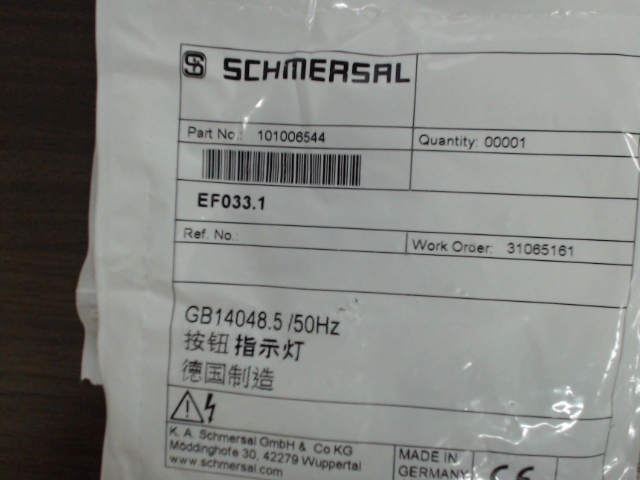 SCHMERSAL
Part No.: 101006544
Quantity: 00001
EF033.1
Ref. No.:
Work Order: 31065161
GB14048.5 /50Hz
按钮 指示灯
德国制造
K. A. Schmersal GmbH & Co KG
Möddinghofe 30, 42279 Wuppertal
www.schmersal.com
MADE IN
GERMANY
CE